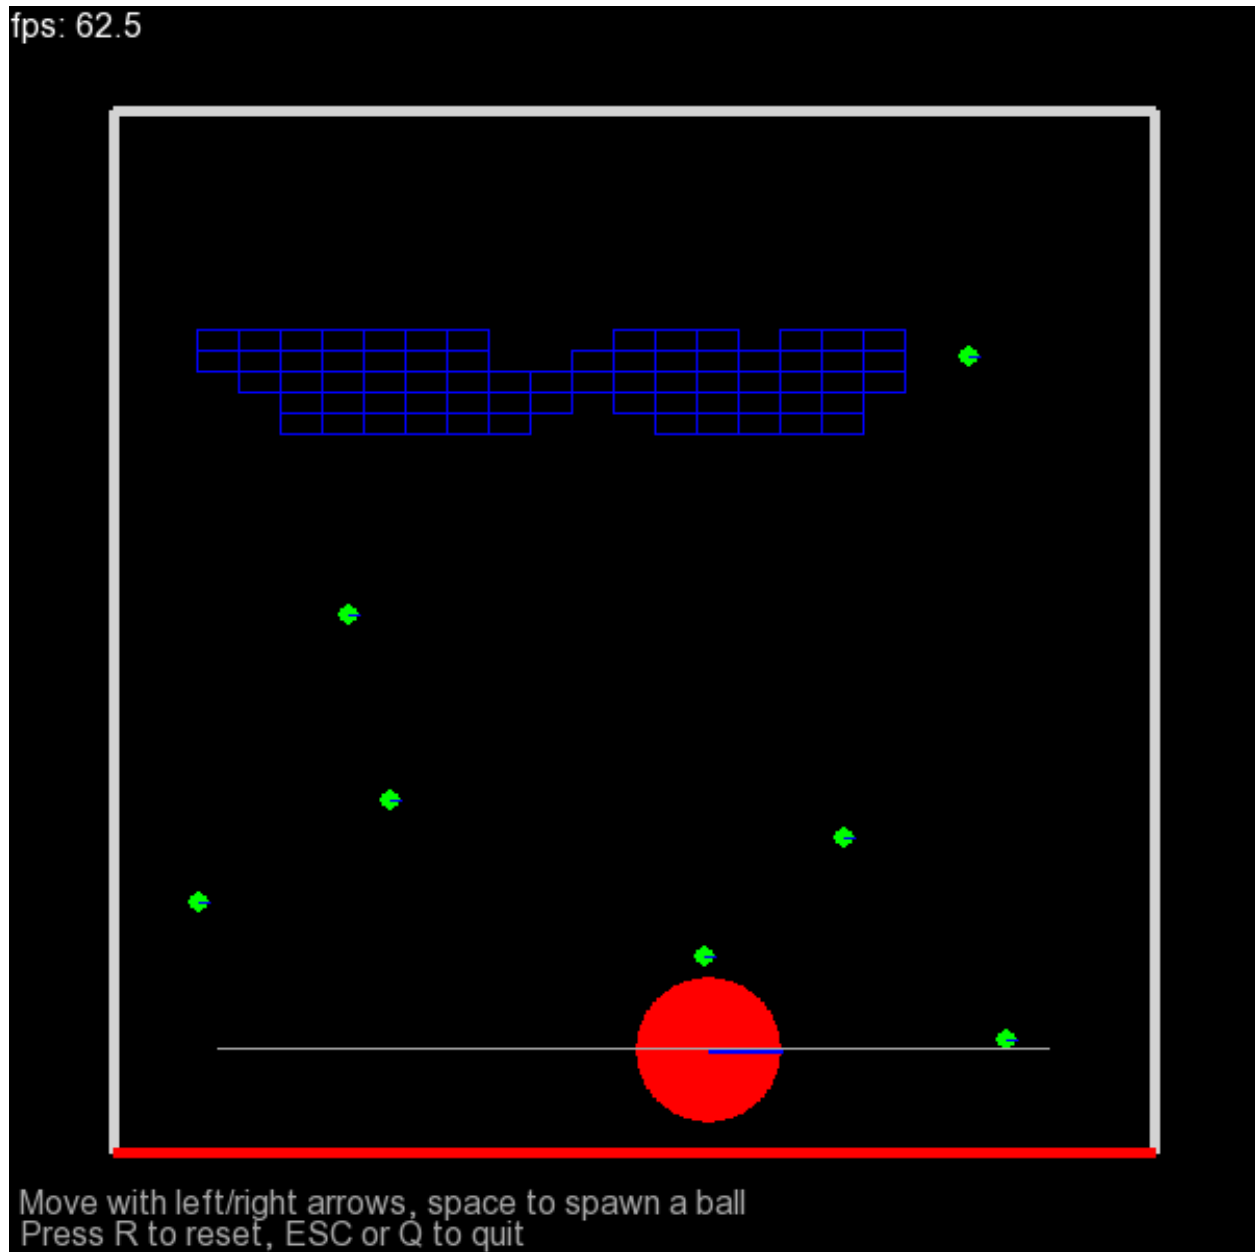 fps: 62.5
Move with left/right arrows, space to spawn a ball
Press R to reset, ESC or Q to quit